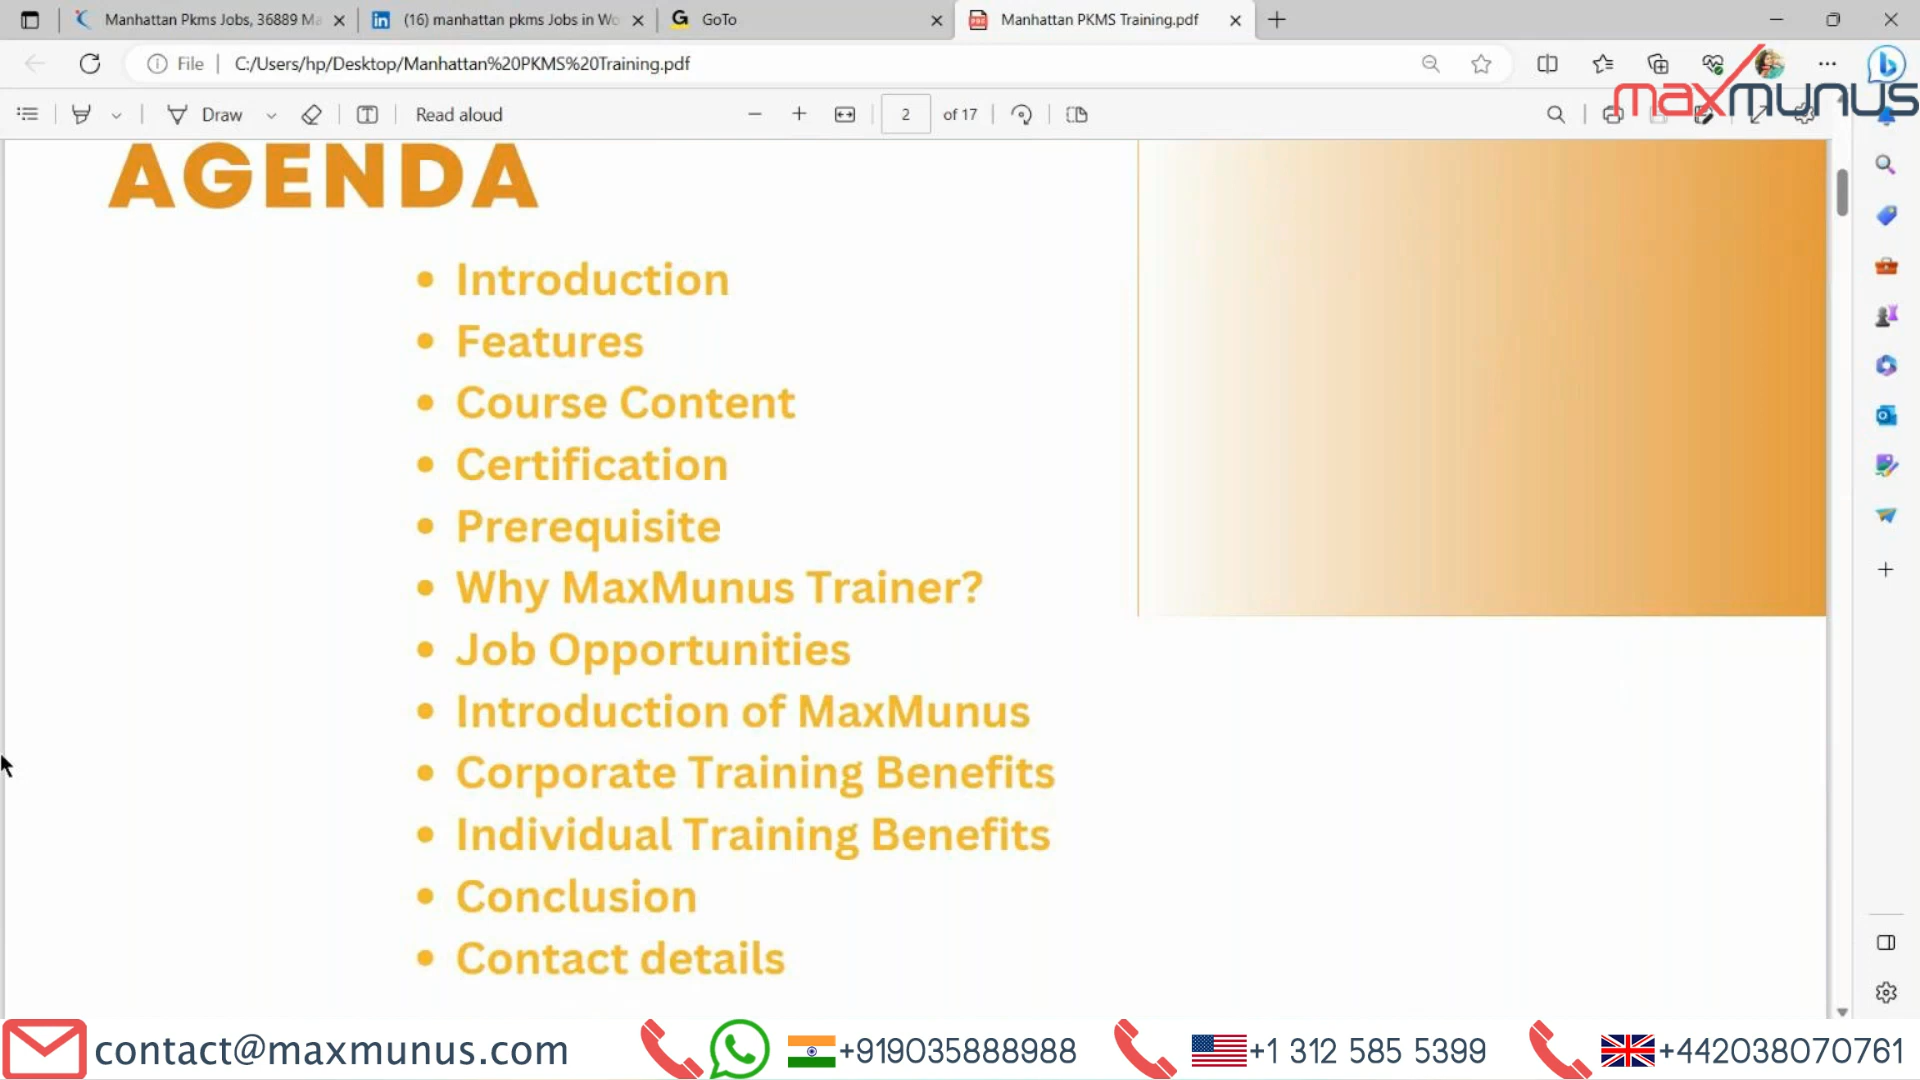 Manhattan Pkms Jobs, 36889 Ma
(16) manhattan pkms Jobs in Wo
GoTo
Manhattan PKMS Training.pdf
File
C:/Users/hp/Desktop/Manhattan%20PKMS%20Training.pdf
maxmunus
Draw
Read aloud
2 of 17
AGENDA
• Introduction
• Features
• Course Content
• Certification
• Prerequisite
• Why MaxMunus Trainer?
• Job Opportunities
• Introduction of MaxMunus
• Corporate Training Benefits
• Individual Training Benefits
• Conclusion
• Contact details
contact@maxmunus.com +919035888988 +1 312 585 5399 +442038070761